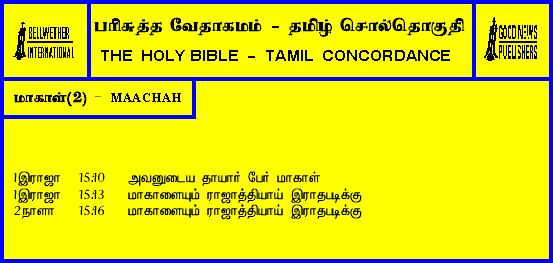 BELLWETHER
INTERNATIONAL
பரிசுத்த வேதாகமம் - தமிழ் சொல்தொகுதி
THE HOLY BIBLE - TAMIL CONCORDANCE
GOOD NEWS
PUBLISHERS
மாகாள்(2) - MAACHAH
1இராஜா 15:10 அவனுடைய தாயார் பேர் மாகாள்
1இராஜா 15:13 மாகாளையும் ராஜாத்தியாய் இராதபடிக்கு
2நாளா 15:16 மாகாளையும் ராஜாத்தியாய் இராதபடிக்கு